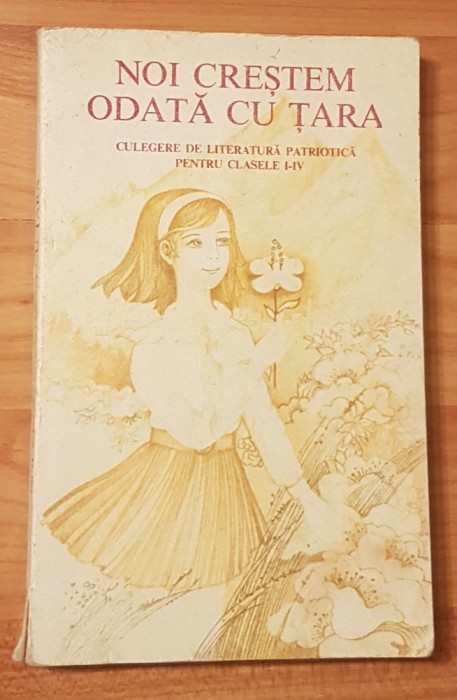 NOI CREȘTEM
ODATĂ CU ȚARA
CULEGERE DE LITERATURĂ PATRIOTICĂ
PENTRU CLASELE I-IV